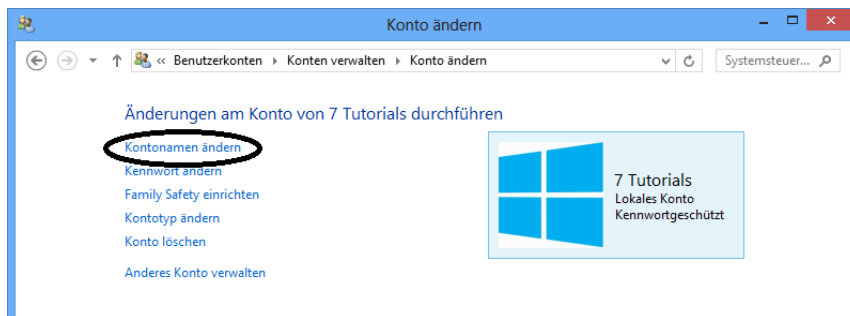 Konto ändern
« Benutzerkonten Konten verwalten Konto ändern
Systemsteuer...
Änderungen am Konto von 7 Tutorials durchführen
Kontonamen ändern
Kennwort ändern
Family Safety einrichten
Kontotyp ändern
Konto löschen
Anderes Konto verwalten
7 Tutorials
Lokales Konto
Kennwortgeschützt